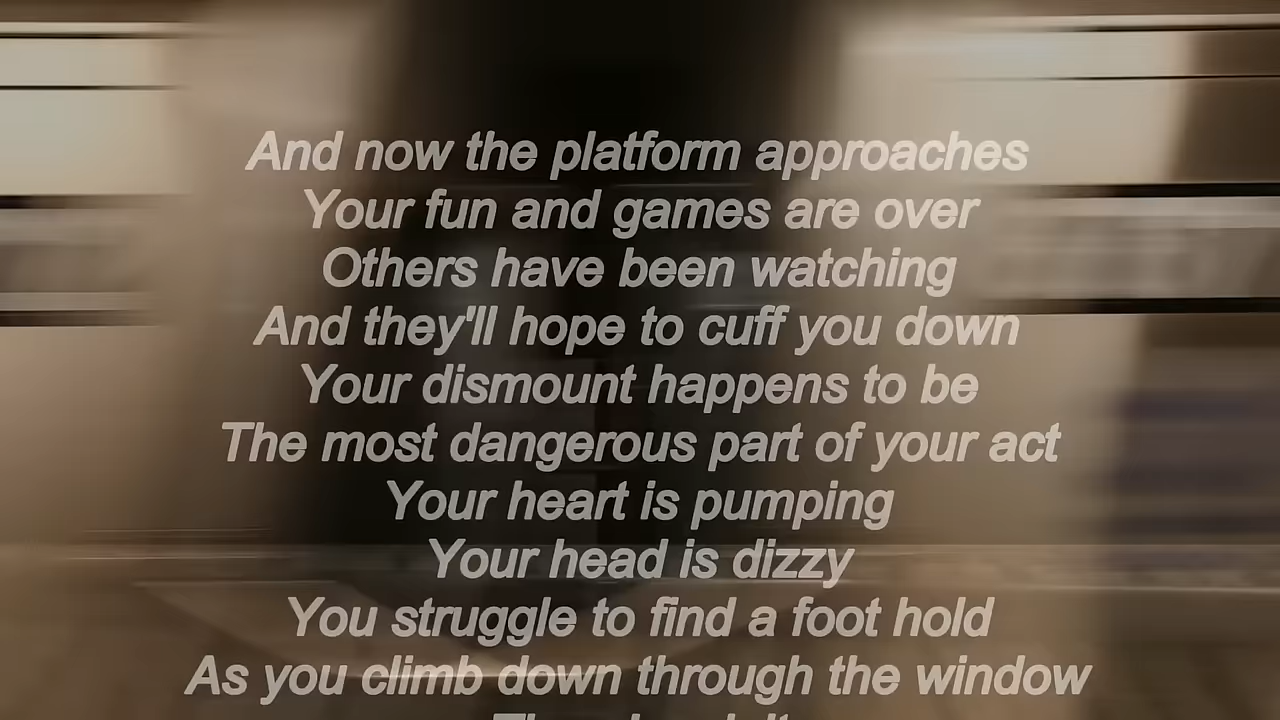 And now the platform approaches
Your fun and games are over
Others have been watching
And they'll hope to cuff you down
Your dismount happens to be
The most dangerous part of your act
Your heart is pumping
Your head is dizzy
You struggle to find a foot hold
As you climb down through the window